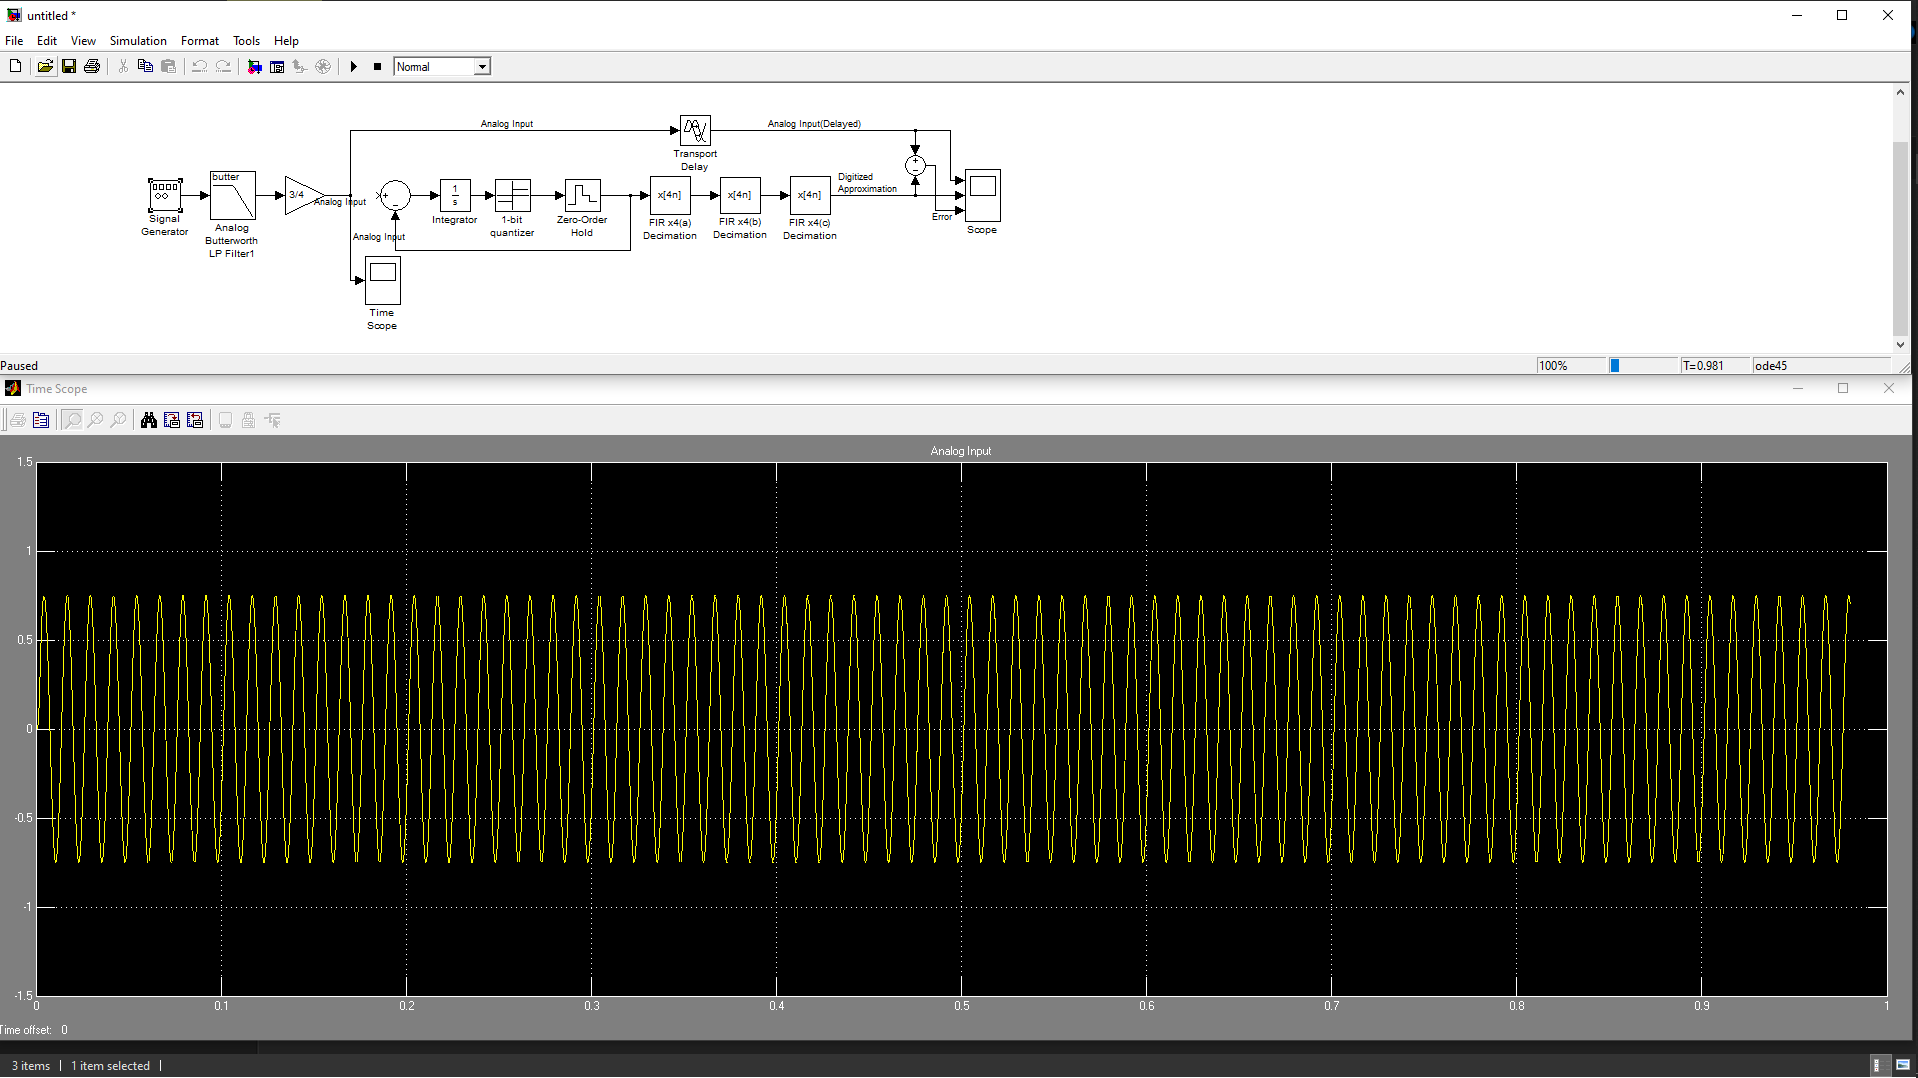 untitled *
File Edit View Simulation Format Tools Help
Normal
Analog Input
Analog Input(Delayed)
Transport
Delay
butter
3/4
Analog Input
+
-
1
s
x[4n]
x[4n]
x[4n]
Digitized
Approximation
+
-
Error
Signal
Generator
Analog
Butterworth
LP Filter1
Analog Input
Integrator
1-bit
quantizer
Zero-Order
Hold
FIR x4(a)
Decimation
FIR x4(b)
Decimation
FIR x4(c)
Decimation
Scope
Time
Scope
Paused
100%
T=0.981
ode45
Time Scope
Analog Input
1.5
1
0.5
0
-0.5
-1
-1.5
0 0.1 0.2 0.3 0.4 0.5 0.6 0.7 0.8 0.9 1
Time offset: 0
3 items 1 item selected